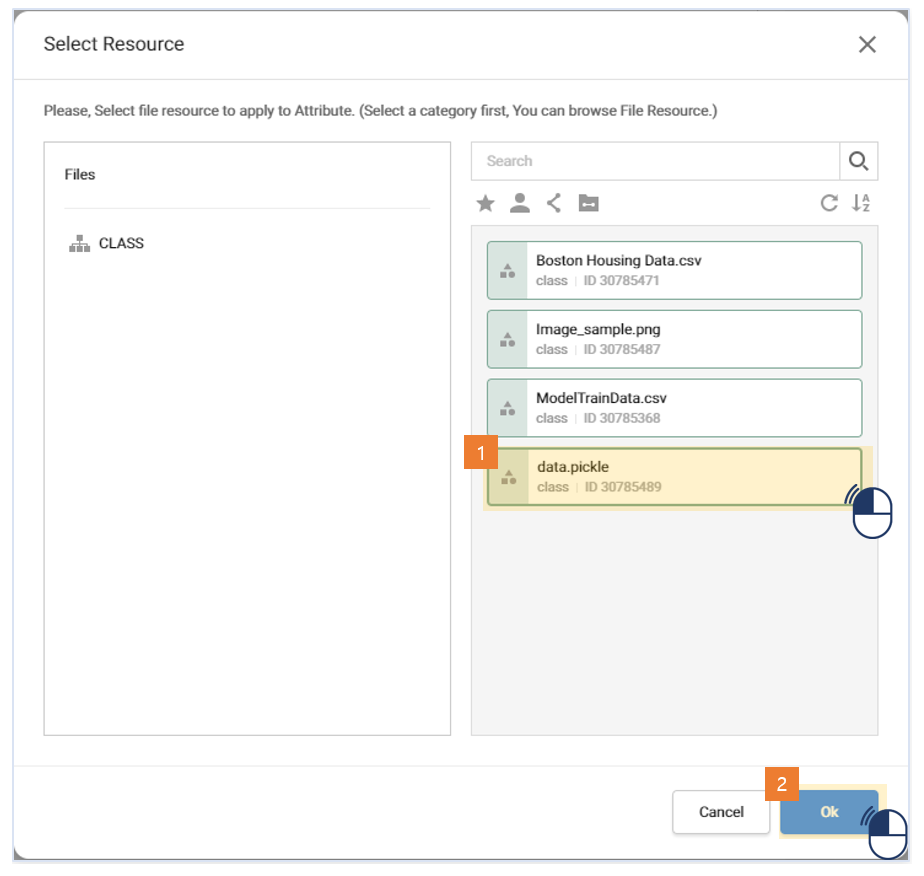 Select Resource
Please, Select file resource to apply to Attribute. (Select a category first, You can browse File Resource.)
Files
CLASS
Search
A
Z
Boston Housing Data.csv
class | ID 30785471
Image_sample.png
class | ID 30785487
ModelTrainData.csv
class | ID 30785368
1
data.pickle
class | ID 30785489
2
Cancel
Ok